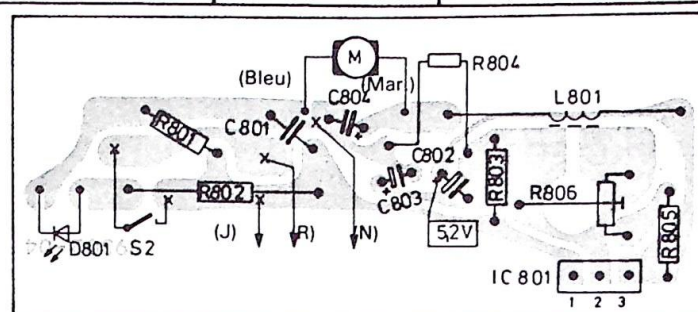 M
R804
(Bleu)
(Mar.)
C804
L801
R801
C801
C802
R803
R802
C803
R806
R805
(J)
R)
N)
5,2V
D801
S2
IC 801
1 2 3